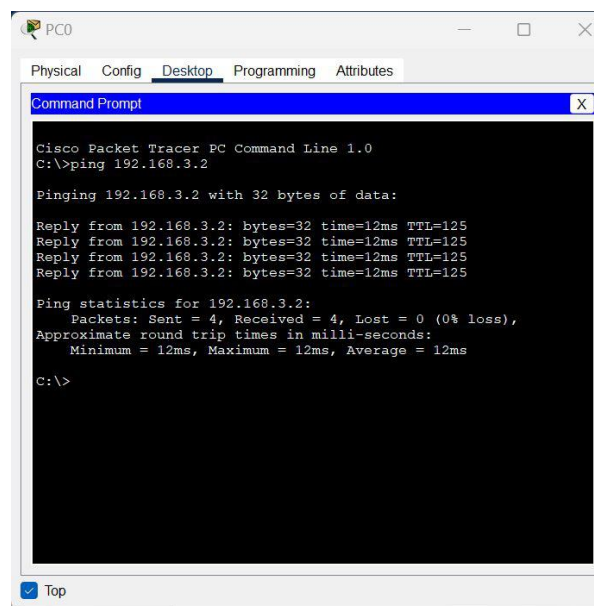 PC0
Physical Config Desktop Programming Attributes
Command Prompt
X
Cisco Packet Tracer PC Command Line 1.0
C:\>ping 192.168.3.2
Pinging 192.168.3.2 with 32 bytes of data:
Reply from 192.168.3.2: bytes=32 time=12ms TTL=125
Reply from 192.168.3.2: bytes=32 time=12ms TTL=125
Reply from 192.168.3.2: bytes=32 time=12ms TTL=125
Reply from 192.168.3.2: bytes=32 time=12ms TTL=125
Ping statistics for 192.168.3.2:
Packets: Sent = 4, Received = 4, Lost = 0 (0% loss),
Approximate round trip times in milli-seconds:
Minimum = 12ms, Maximum = 12ms, Average = 12ms
C:\>
Top